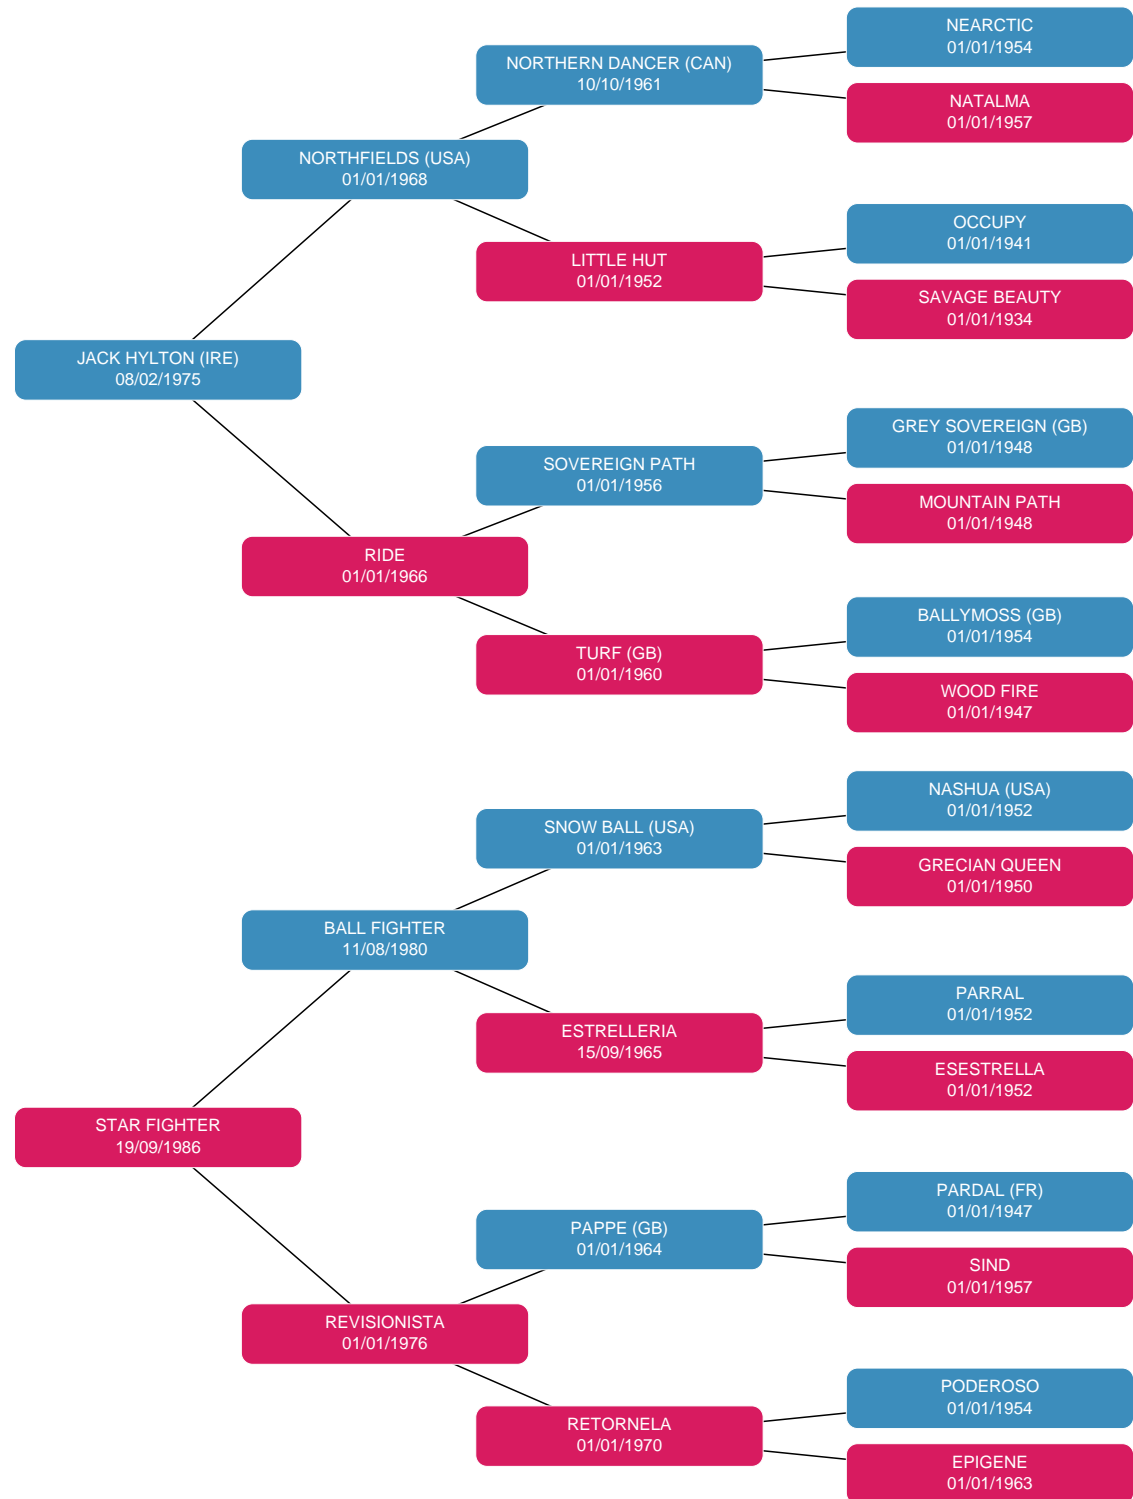 NEARCTIC
01/01/1954
NORTHERN DANCER (CAN)
10/10/1961
NATALMA
01/01/1957
NORTHFIELDS (USA)
01/01/1968
OCCUPY
01/01/1941
LITTLE HUT
01/01/1952
SAVAGE BEAUTY
01/01/1934
JACK HYLTON (IRE)
08/02/1975
GREY SOVEREIGN (GB)
01/01/1948
SOVEREIGN PATH
01/01/1956
MOUNTAIN PATH
01/01/1948
RIDE
01/01/1966
BALLYMOSS (GB)
01/01/1954
TURF (GB)
01/01/1960
WOOD FIRE
01/01/1947
NASHUA (USA)
01/01/1952
SNOW BALL (USA)
01/01/1963
GRECIAN QUEEN
01/01/1950
BALL FIGHTER
11/08/1980
PARRAL
01/01/1952
ESTRELLERIA
15/09/1965
ESESTRELLA
01/01/1952
STAR FIGHTER
19/09/1986
PARDAL (FR)
01/01/1947
PAPPE (GB)
01/01/1964
SIND
01/01/1957
REVISIONISTA
01/01/1976
PODEROSO
01/01/1954
RETORNELA
01/01/1970
EPIGENE
01/01/1963